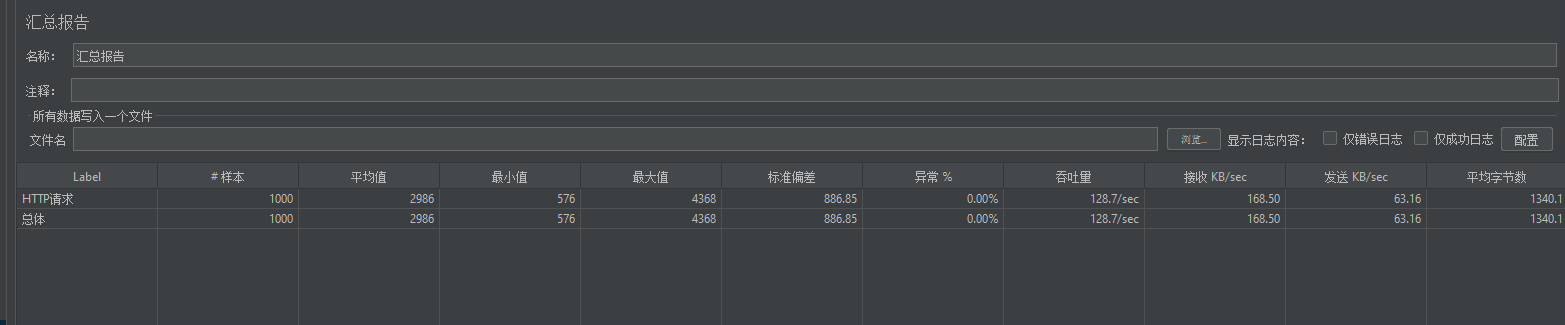 汇总报告
名称: 汇总报告
注释:
所有数据写入一个文件
文件名 浏览... 显示日志内容: 仅错误日志 仅成功日志 配置
Label # 样本 平均值 最小值 最大值 标准偏差 异常 % 吞吐量 接收 KB/sec 发送 KB/sec 平均字节数
HTTP请求 1000 2986 576 4368 886.85 0.00% 128.7/sec 168.50 63.16 1340.1
总体 1000 2986 576 4368 886.85 0.00% 128.7/sec 168.50 63.16 1340.1